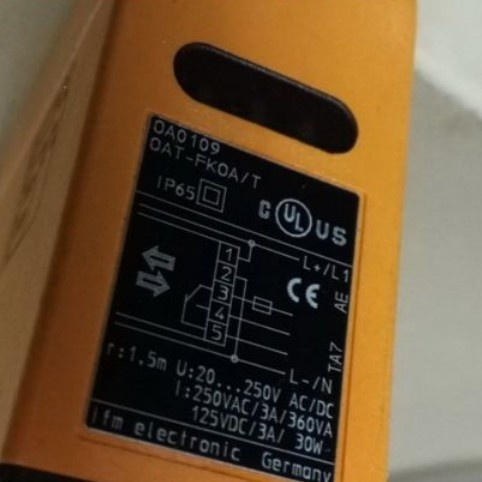 OA0109
OAT-FKOA/T
IP65
C UL US
1
2
3
4
5
L+/L1
CE
AE
TA7
L-/N
r:1.5m U:20...250V AC/DC
I:250VAC/3A/360VA
125VDC/3A/ 30W
ifm electronic Germany